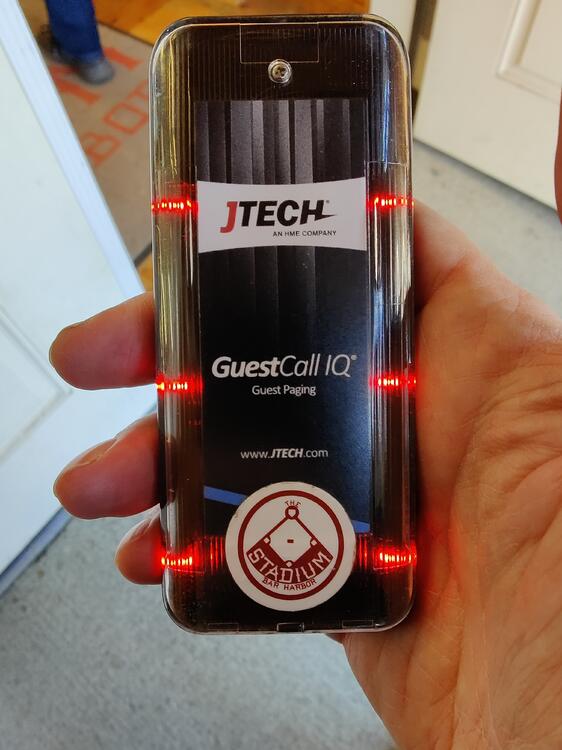 JTECH®
AN HME COMPANY
GuestCall IQ®
Guest Paging
www.JTECH.com
THE
STADIUM
BAR HARBOR